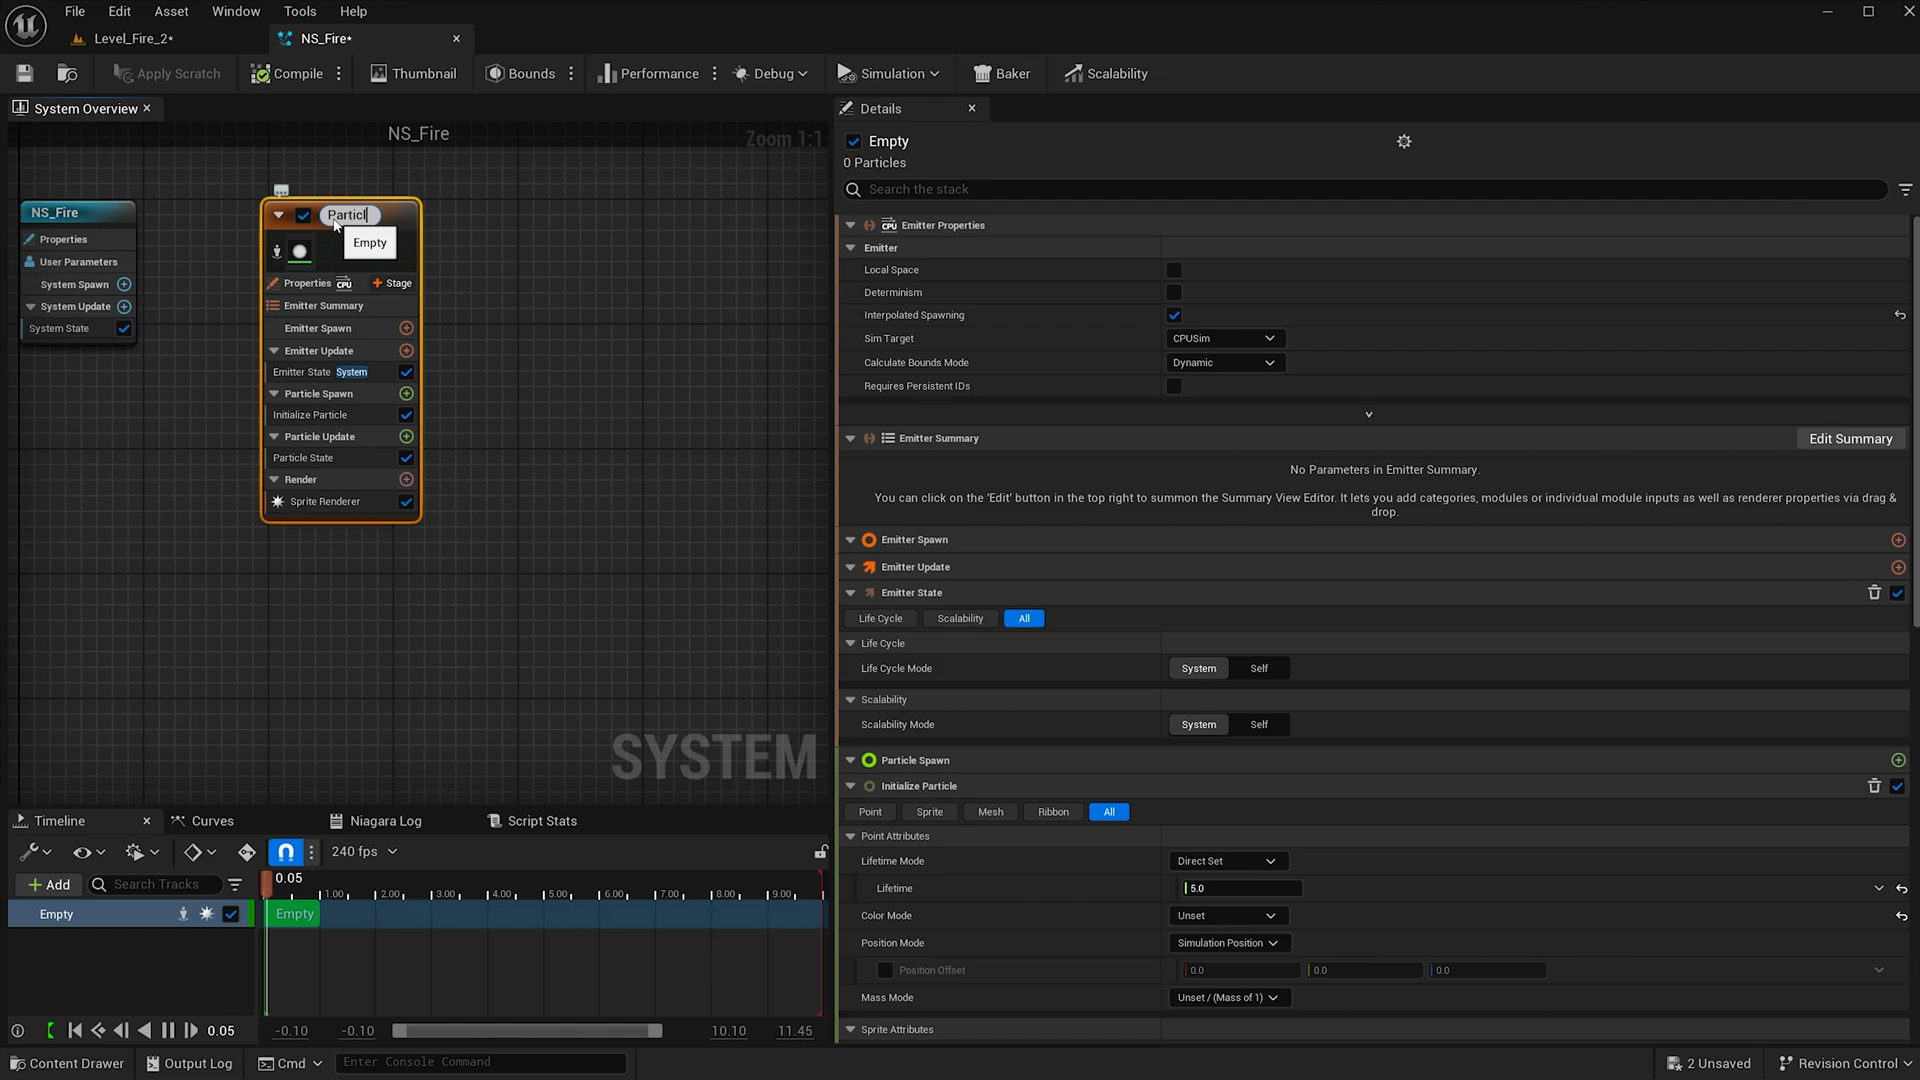 File Edit Asset Window Tools Help
Level_Fire_2*
NS_Fire*
Apply Scratch
Compile
Thumbnail
Bounds
Performance
Debug
Simulation
Baker
Scalability
System Overview
NS_Fire
Zoom 1:1
NS_Fire
Properties
User Parameters
System Spawn
System Update
System State
Particl
Empty
Properties CPU Stage
Emitter Summary
Emitter Spawn
Emitter Update
Emitter State System
Particle Spawn
Initialize Particle
Particle Update
Particle State
Render
Sprite Renderer
SYSTEM
Details
Empty
0 Particles
Search the stack
CPU Emitter Properties
Emitter
Local Space
Determinism
Interpolated Spawning
Sim Target CPUSim
Calculate Bounds Mode Dynamic
Requires Persistent IDs
Emitter Summary Edit Summary
No Parameters in Emitter Summary.
You can click on the 'Edit' button in the top right to summon the Summary View Editor. It lets you add categories, modules or individual module inputs as well as renderer properties via drag &
drop.
Emitter Spawn
Emitter Update
Emitter State
Life Cycle Scalability All
Life Cycle
Life Cycle Mode System Self
Scalability
Scalability Mode System Self
Particle Spawn
Initialize Particle
Point Sprite Mesh Ribbon All
Point Attributes
Lifetime Mode Direct Set
Lifetime 5.0
Color Mode Unset
Position Mode Simulation Position
Position Offset 0.0 0.0 0.0
Mass Mode Unset / (Mass of 1)
Sprite Attributes
Timeline
Curves
Niagara Log
Script Stats
240 fps
+ Add
Search Tracks
0.05
1.00 2.00 3.00 4.00 5.00 6.00 7.00 8.00 9.00
Empty
Empty
0.05
-0.10 -0.10 10.10 11.45
Content Drawer
Output Log
Cmd
Enter Console Command
2 Unsaved
Revision Control